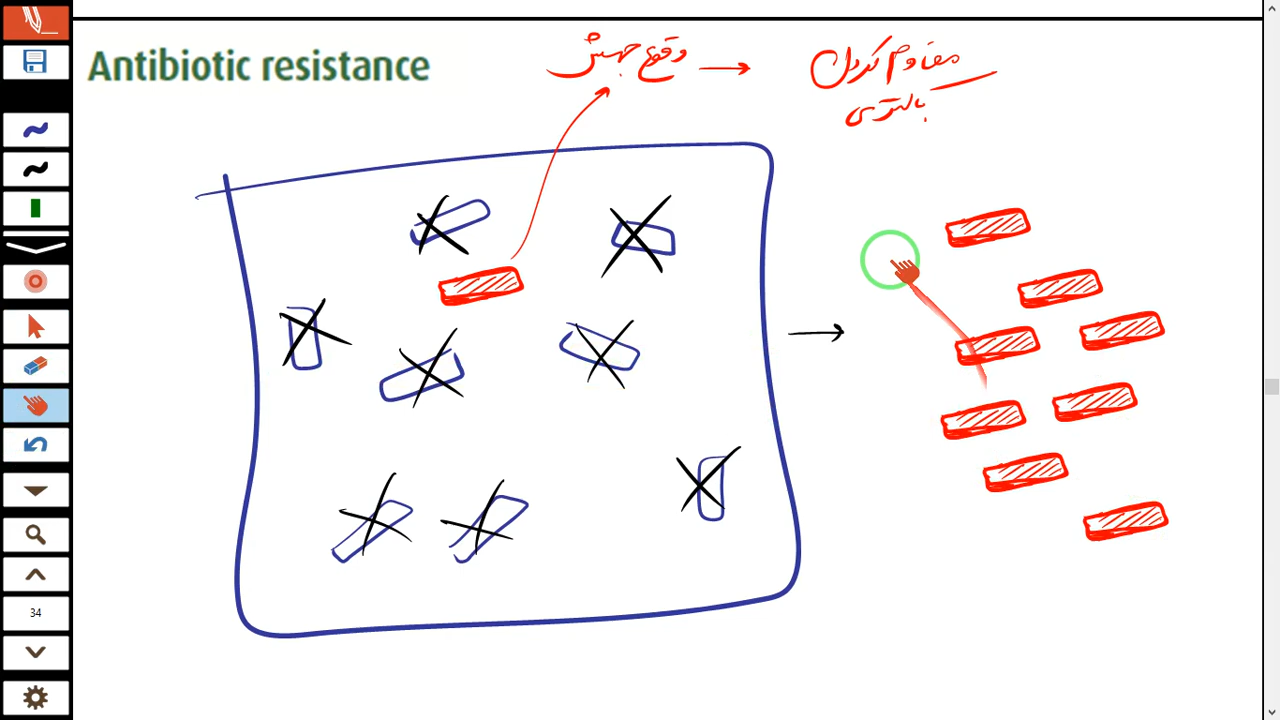 Antibiotic resistance
وقوع جهش →
مقاوم کردن
باکتری
34